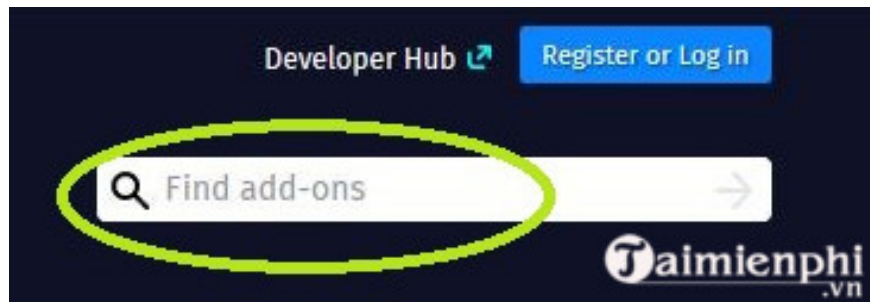 Developer Hub
Register or Log in
Find add-ons
Taimienphi
.vn